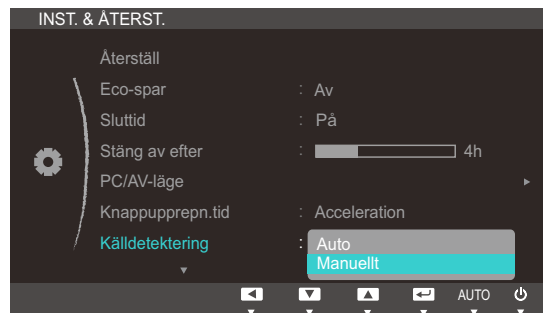 INST. & ÅTERST.
Återställ
Eco-spar : Av
Sluttid : På
Stäng av efter : 4h
PC/AV-läge
Knappupprepn.tid : Acceleration
Källdetektering : Auto
Manuellt
AUTO